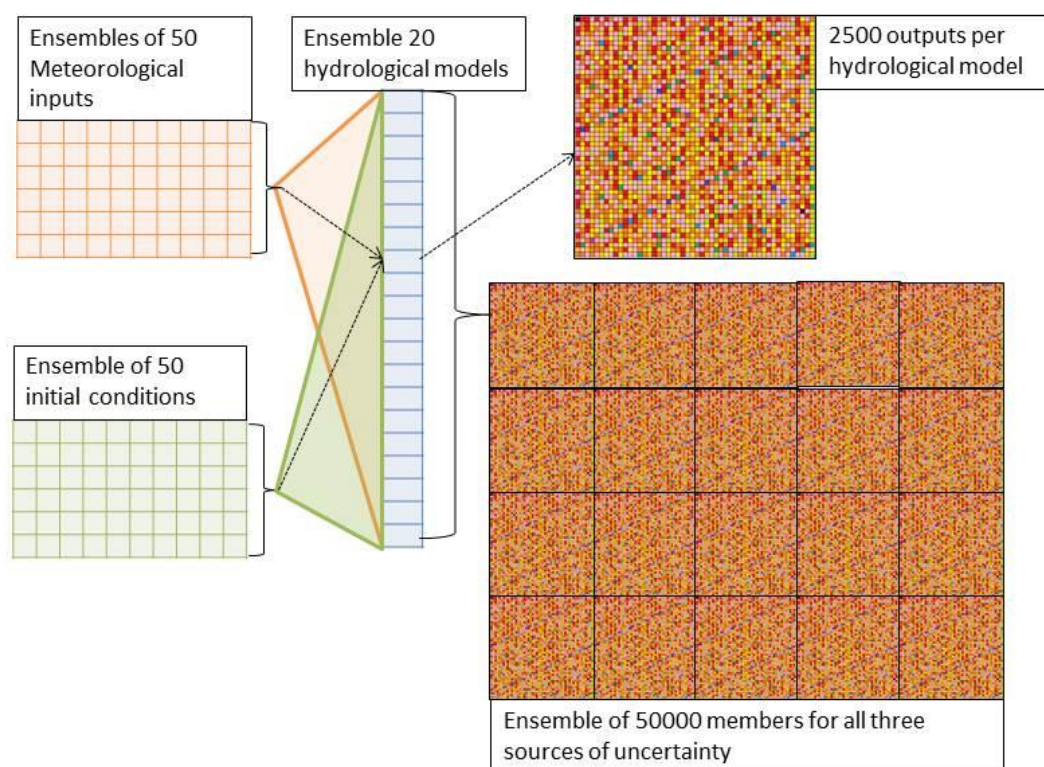 Ensembles of 50
Meteorological
inputs
Ensemble 20
hydrological models
2500 outputs per
hydrological model
Ensemble of 50
initial conditions
Ensemble of 50000 members for all three
sources of uncertainty